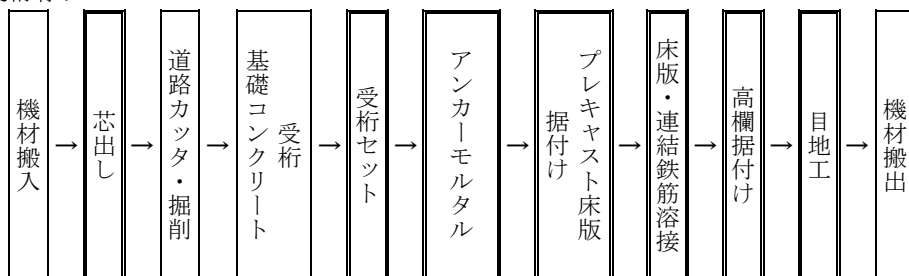 機材搬入
→
芯出し
→
道路カッタ・掘削
→
受桁
基礎コンクリート
→
受桁セット
→
アンカーモルタル
→
プレキャスト床版
据付け
→
床版・連結鉄筋溶接
→
高欄据付け
→
目地工
→
機材搬出